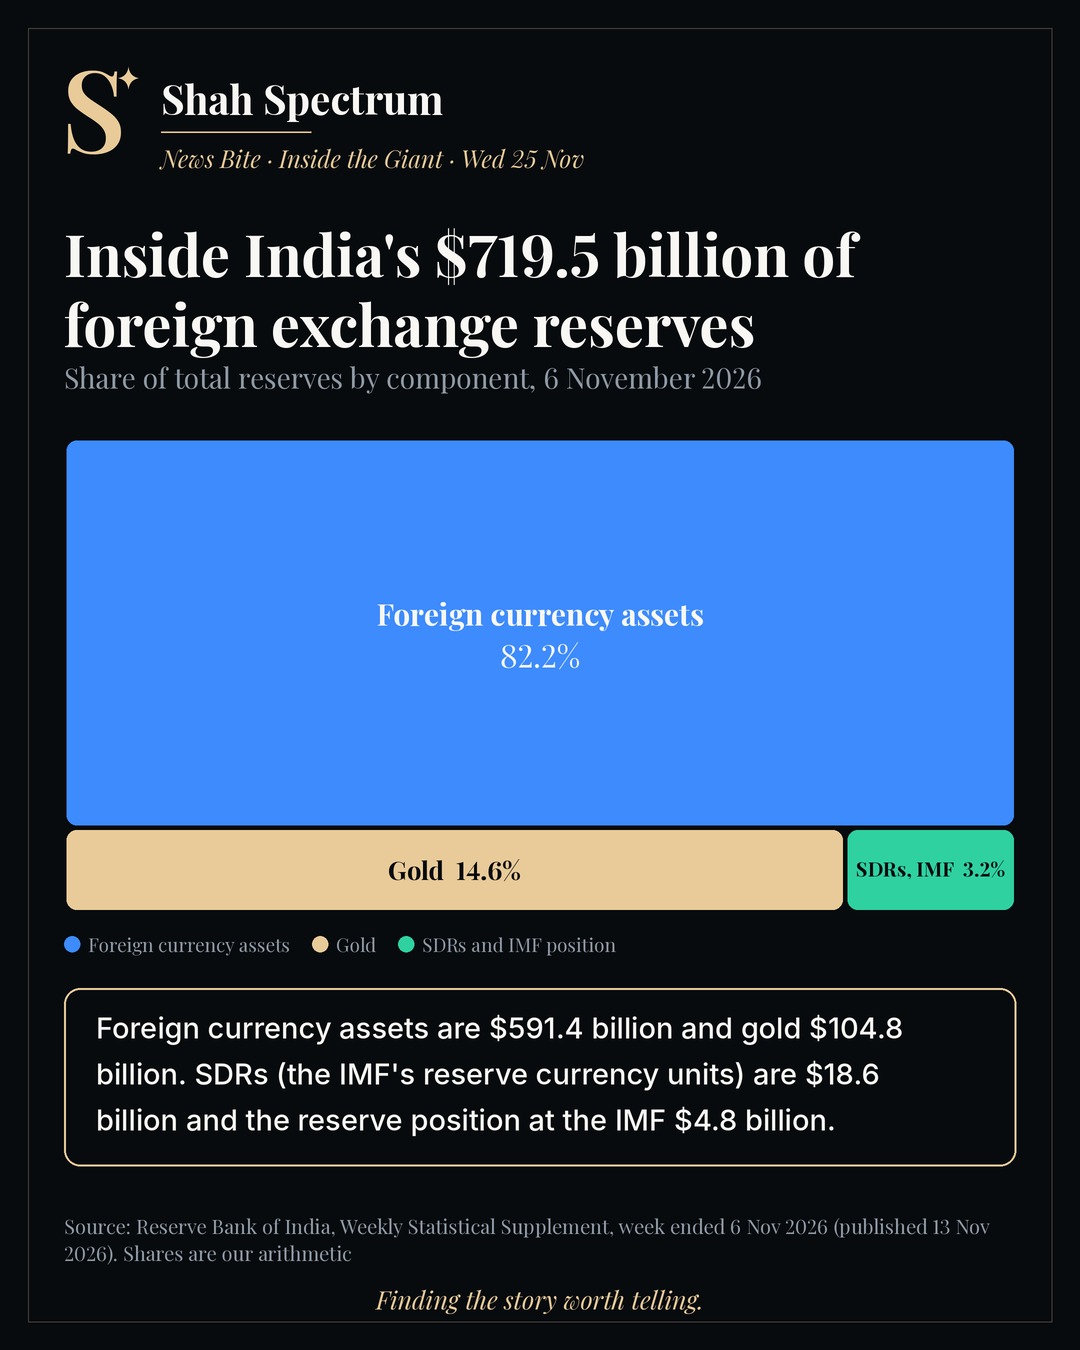 S
Shah Spectrum
News Bite · Inside the Giant · Wed 25 Nov
Inside India's $719.5 billion of
foreign exchange reserves
Share of total reserves by component, 6 November 2026
Foreign currency assets
82.2%
Gold 14.6%
SDRs, IMF 3.2%
Foreign currency assets
Gold
SDRs and IMF position
Foreign currency assets are $591.4 billion and gold $104.8
billion. SDRs (the IMF's reserve currency units) are $18.6
billion and the reserve position at the IMF $4.8 billion.
Source: Reserve Bank of India, Weekly Statistical Supplement, week ended 6 Nov 2026 (published 13 Nov
2026). Shares are our arithmetic
Finding the story worth telling.